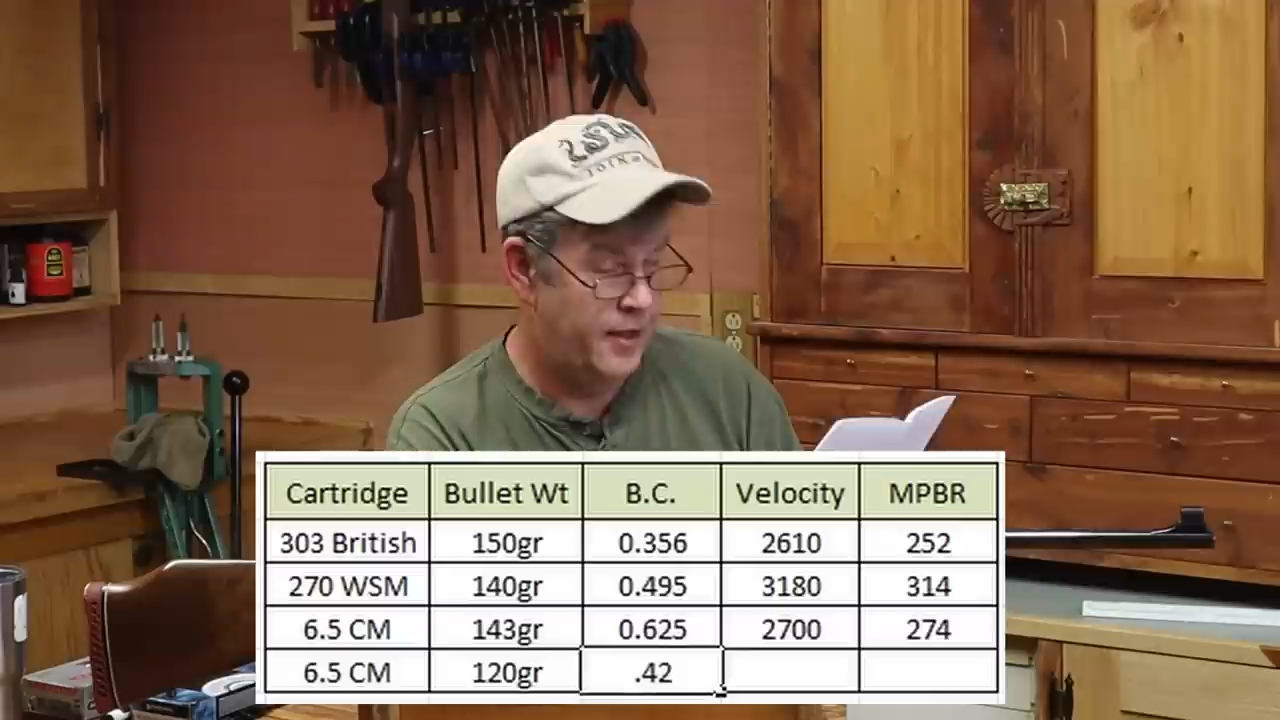 Cartridge Bullet Wt B.C. Velocity MPBR
303 British 150gr 0.356 2610 252
270 WSM 140gr 0.495 3180 314
6.5 CM 143gr 0.625 2700 274
6.5 CM 120gr .42